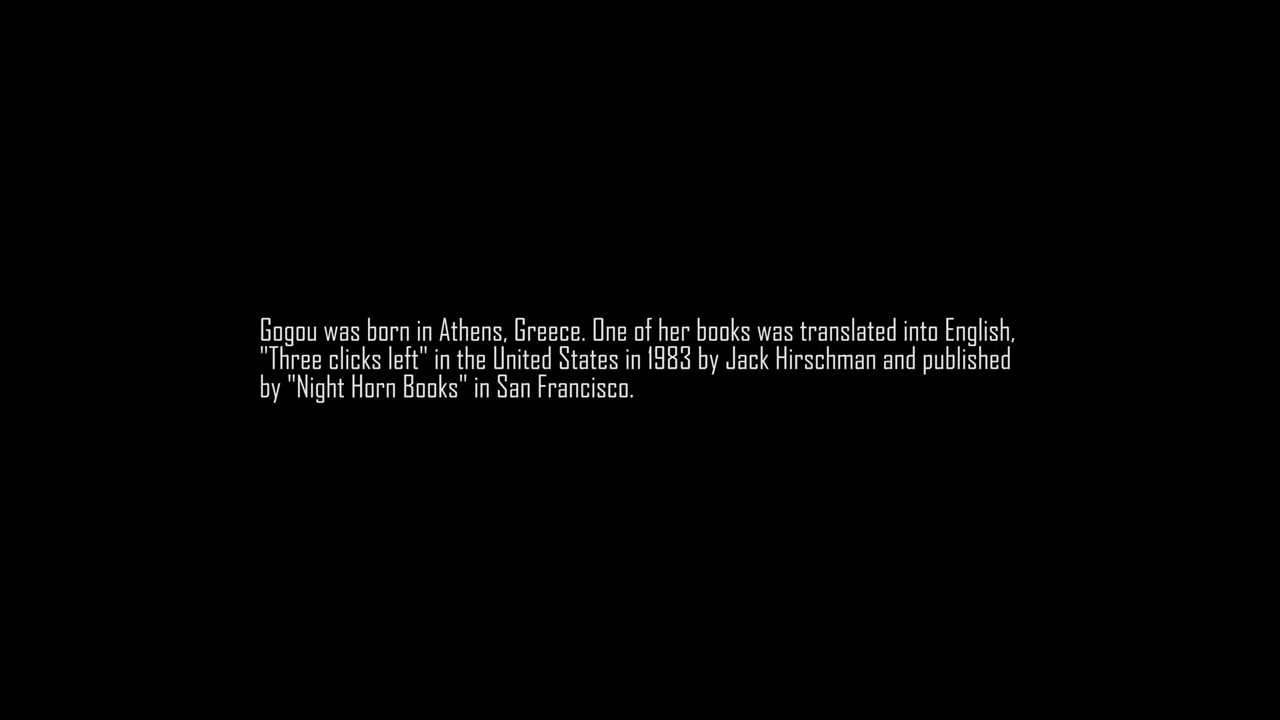 Gogou was born in Athens, Greece. One of her books was translated into English,
"Three clicks left" in the United States in 1983 by Jack Hirschman and published
by "Night Horn Books" in San Francisco.